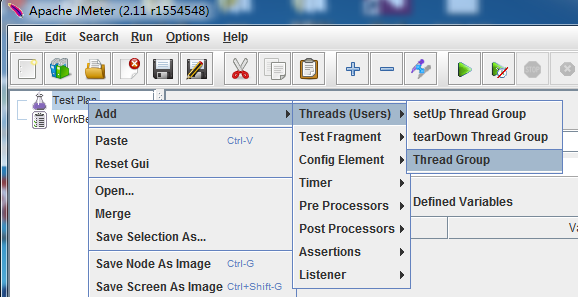 Apache JMeter (2.11 r1554548)
File Edit Search Run Options Help
Test Plan
WorkBe
Add
Paste Ctrl-V
Reset Gui
Open...
Merge
Save Selection As...
Save Node As Image Ctrl-G
Save Screen As Image Ctrl+Shift-G
Threads (Users)
Test Fragment
Config Element
Timer
Pre Processors
Post Processors
Assertions
Listener
setUp Thread Group
tearDown Thread Group
Thread Group
Defined Variables
Va